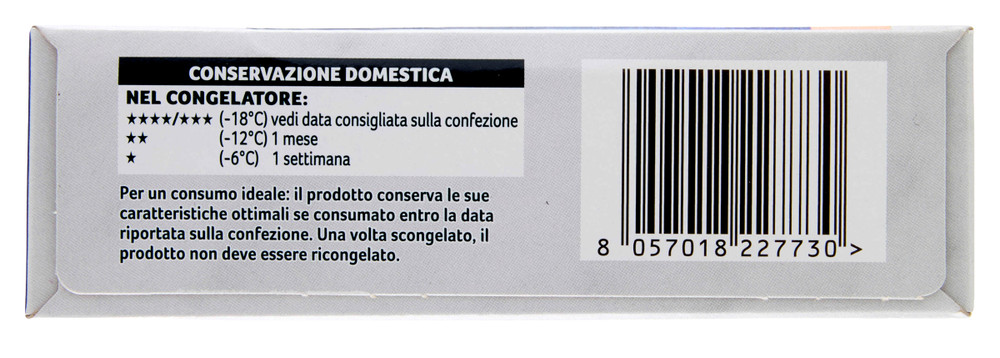 CONSERVAZIONE DOMESTICA
NEL CONGELATORE:
★★★★/★★★ (-18°C) vedi data consigliata sulla confezione
★★ (-12°C) 1 mese
★ (-6°C) 1 settimana
Per un consumo ideale: il prodotto conserva le sue
caratteristiche ottimali se consumato entro la data
riportata sulla confezione. Una volta scongelato, il
prodotto non deve essere ricongelato.
8 057018 227730 >